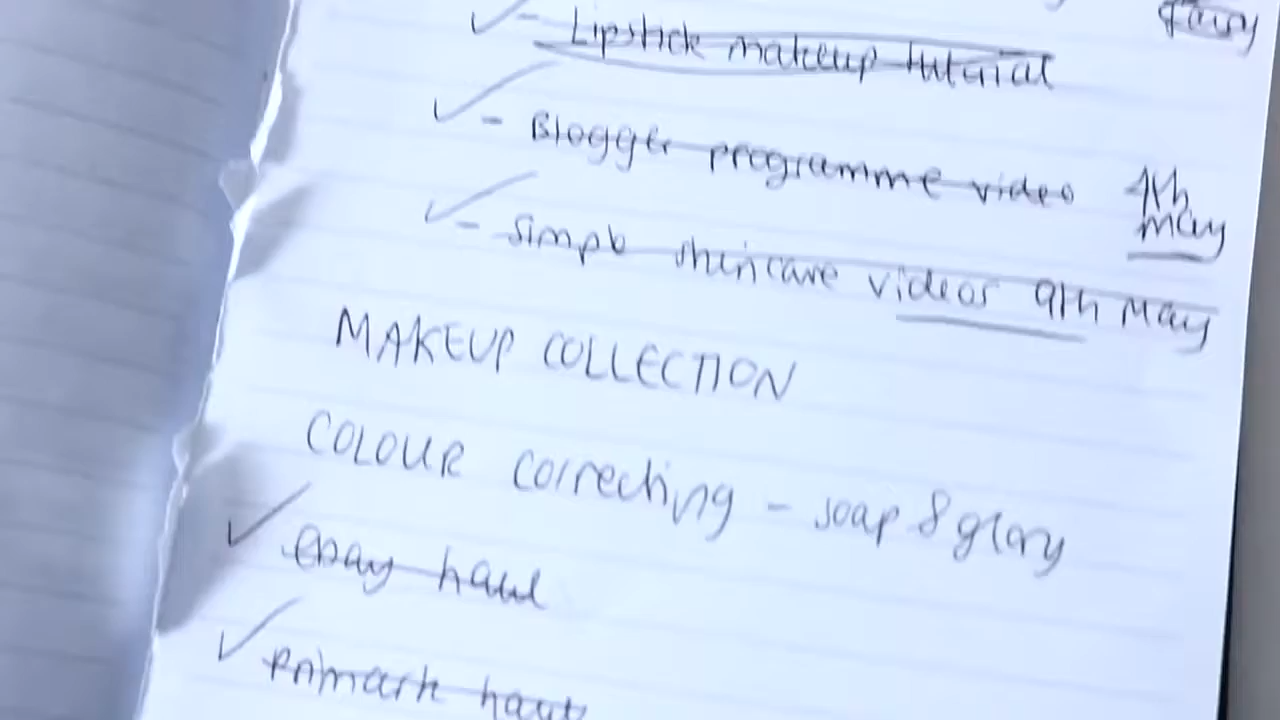 - Lipstick makeup tutorial
- Blogger programme video 9th May
- Simple skincare videos 9th May
MAKEUP COLLECTION
COLOUR correcting - soap & glory
ebay haul
Primark haul